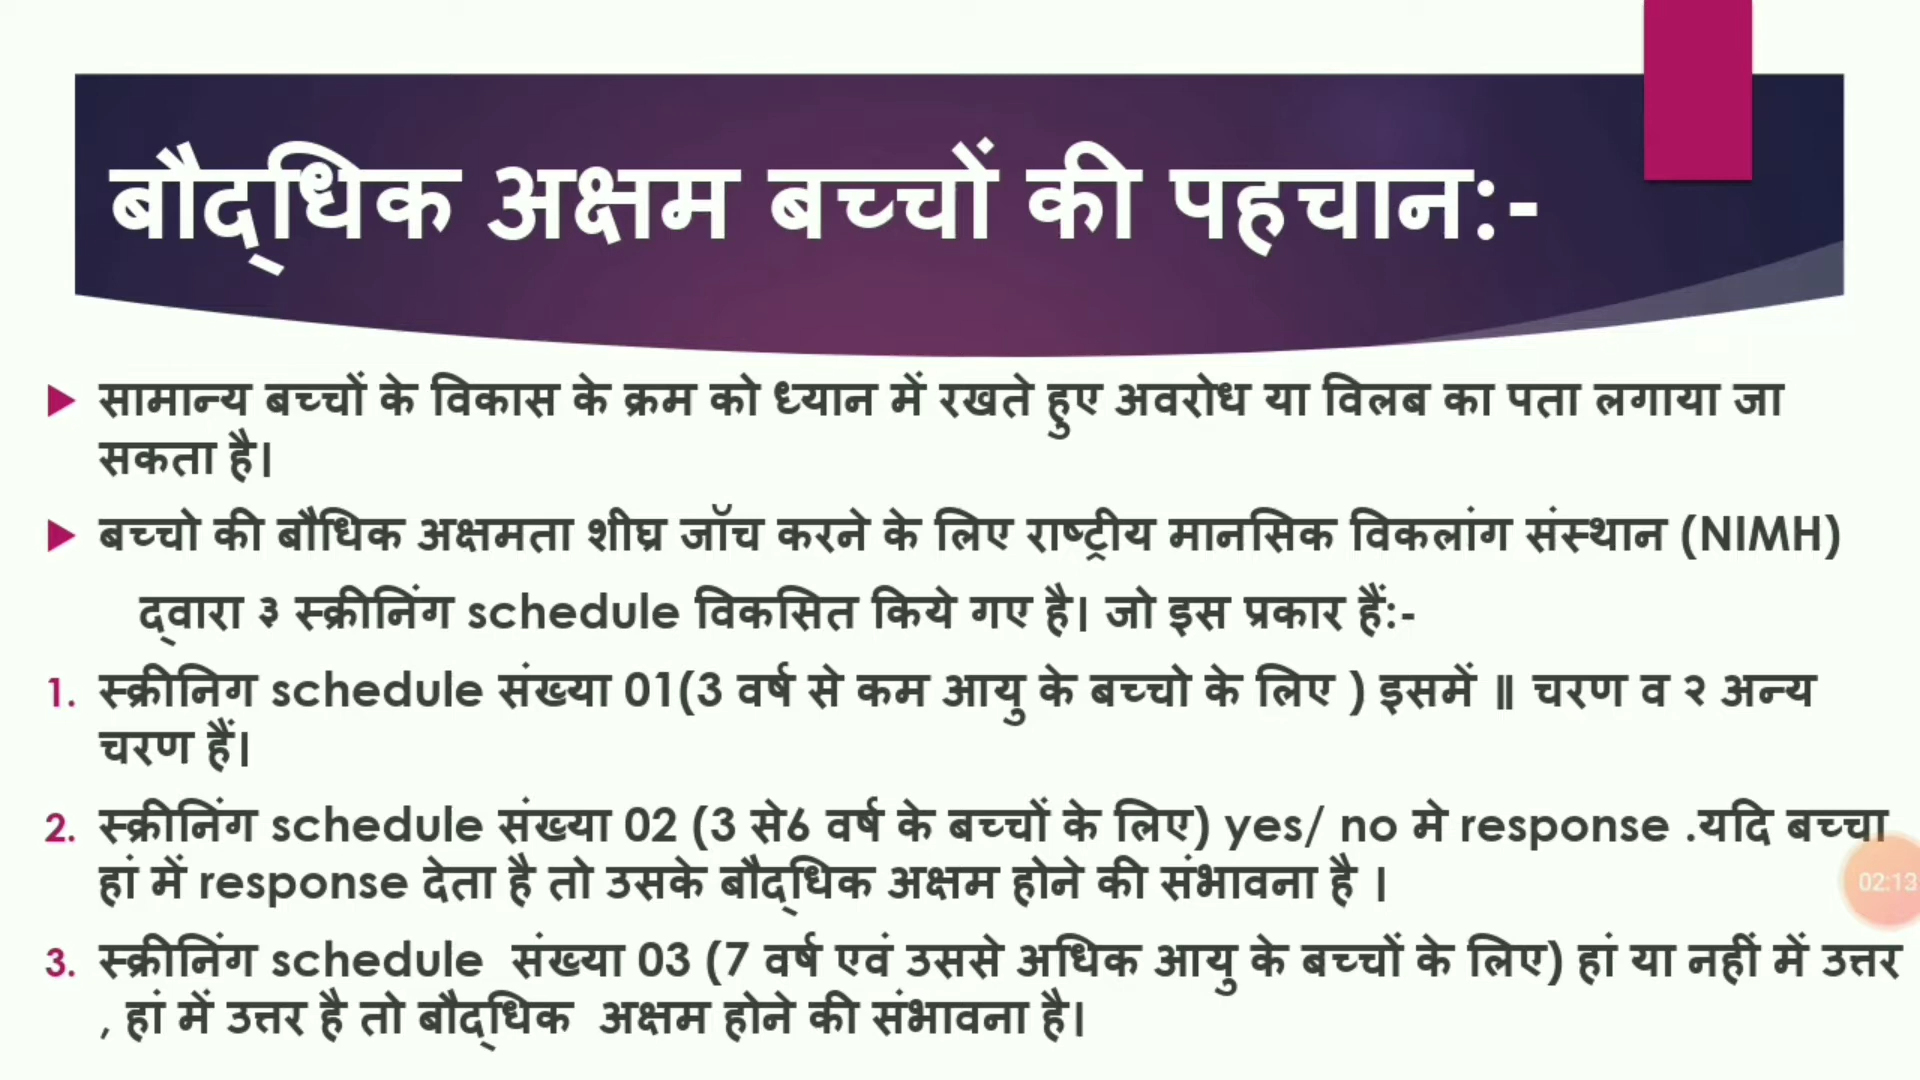 बौद्धिक अक्षम बच्चों की पहचान:-
सामान्य बच्चों के विकास के क्रम को ध्यान में रखते हुए अवरोध या विलब का पता लगाया जा
सकता है।
बच्चो की बौधिक अक्षमता शीघ्र जॉच करने के लिए राष्ट्रीय मानसिक विकलांग संस्थान (NIMH)
द्वारा ३ स्क्रीनिंग schedule विकसित किये गए है। जो इस प्रकार हैं:-
1. स्क्रीनिग schedule संख्या 01(3 वर्ष से कम आयु के बच्चो के लिए ) इसमें ॥ चरण व २ अन्य
चरण हैं।
2. स्क्रीनिंग schedule संख्या 02 (3 से6 वर्ष के बच्चों के लिए) yes/ no मे response .यदि बच्चा
हां में response देता है तो उसके बौद्धिक अक्षम होने की संभावना है ।
02:13
3. स्क्रीनिंग schedule संख्या 03 (7 वर्ष एवं उससे अधिक आयु के बच्चों के लिए) हां या नहीं में उत्तर
, हां में उत्तर है तो बौद्धिक अक्षम होने की संभावना है।